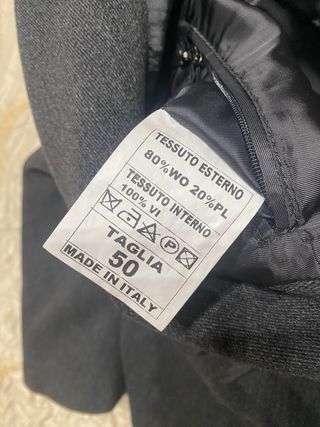 TESSUTO ESTERNO
80%WO 20%PL
TESSUTO INTERNO
100% VI
P
TAGLIA
50
MADE IN ITALY